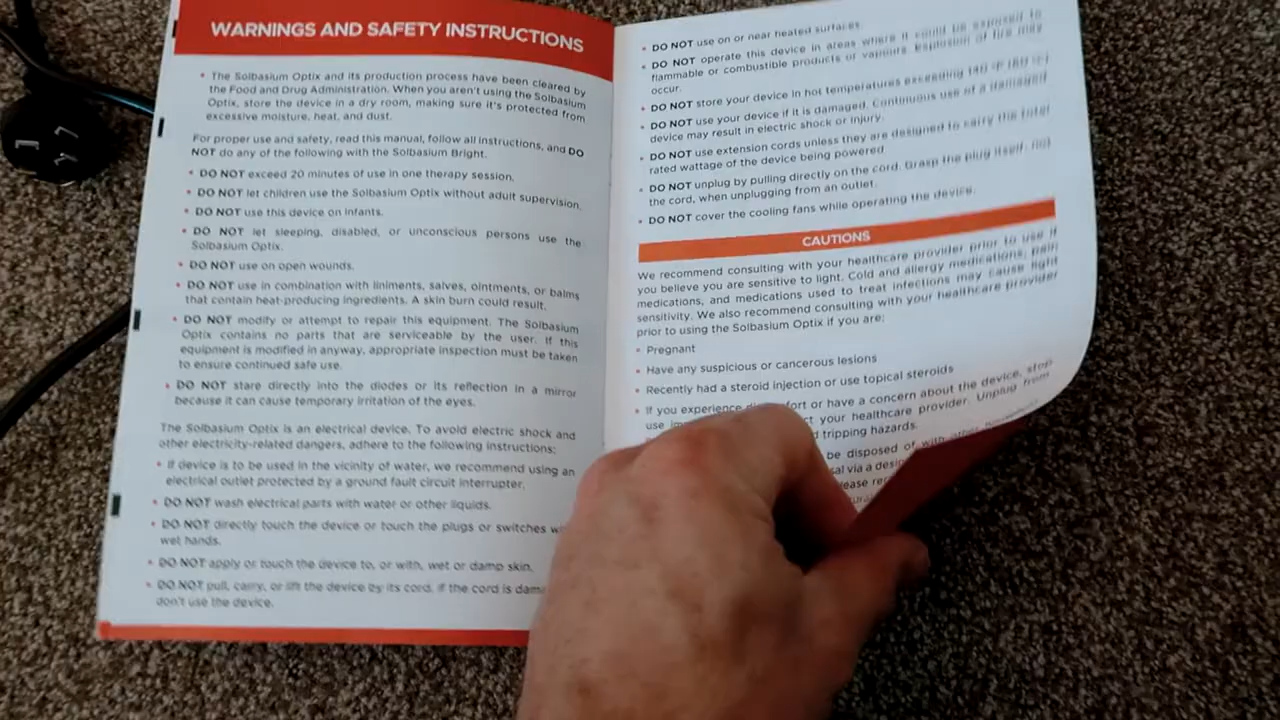 WARNINGS AND SAFETY INSTRUCTIONS
• The Solbasium Optix and its production process have been cleared by
the Food and Drug Administration. When you aren't using the Solbasium
Optix, store the device in a dry room, making sure it's protected from
excessive moisture, heat, and dust.
For proper use and safety, read this manual, follow all instructions, and DO
NOT do any of the following with the Solbasium Bright.
• DO NOT exceed 20 minutes of use in one therapy session.
• DO NOT let children use the Solbasium Optix without adult supervision.
• DO NOT use this device on infants.
• DO NOT let sleeping, disabled, or unconscious persons use the
Solbasium Optix.
• DO NOT use on open wounds.
• DO NOT use in combination with liniments, salves, ointments, or balms
that contain heat-producing ingredients. A skin burn could result.
• DO NOT modify or attempt to repair this equipment. The Solbasium
Optix contains no parts that are serviceable by the user. If this
equipment is modified in anyway, appropriate inspection must be taken
to ensure continued safe use.
• DO NOT stare directly into the diodes or its reflection in a mirror
because it can cause temporary irritation of the eyes.
The Solbasium Optix is an electrical device. To avoid electric shock and
other electricity-related dangers, adhere to the following instructions:
• If device is to be used in the vicinity of water, we recommend using an
electrical outlet protected by a ground fault circuit interrupter.
• DO NOT wash electrical parts with water or other liquids.
• DO NOT directly touch the device or touch the plugs or switches
wet hands.
• DO NOT apply or touch the device to, or with, wet or damp skin.
• DO NOT pull, carry, or lift the device by its cord. If the cord is
don't use the device.
• DO NOT use on or near heated surfaces.
• DO NOT operate this device in areas where it could be exposed to
flammable or combustible products or vapours. Explosion of fire may
occur.
• DO NOT store your device in hot temperatures exceeding 140 °F
• DO NOT use your device if it is damaged. Continuous use of a damaged
device may result in electric shock or injury.
• DO NOT use extension cords unless they are designed to carry the total
rated wattage of the device being powered
• DO NOT unplug by pulling directly on the cord. Grasp the plug itself, not
the cord, when unplugging from an outlet.
• DO NOT cover the cooling fans while operating the device.
CAUTIONS
We recommend consulting with your healthcare provider prior to use if
you believe you are sensitive to light. Cold and allergy medications, pain
medications, and medications used to treat infections may cause light
sensitivity. We also recommend consulting with your healthcare provider
prior to using the Solbasium Optix if you are:
• Pregnant
• Have any suspicious or cancerous lesions
• Recently had a steroid injection or use topical steroids
• If you experience fort or have a concern about the device, stop
use your healthcare provider. Unplug from
tripping hazards.
be disposed of with other
via a